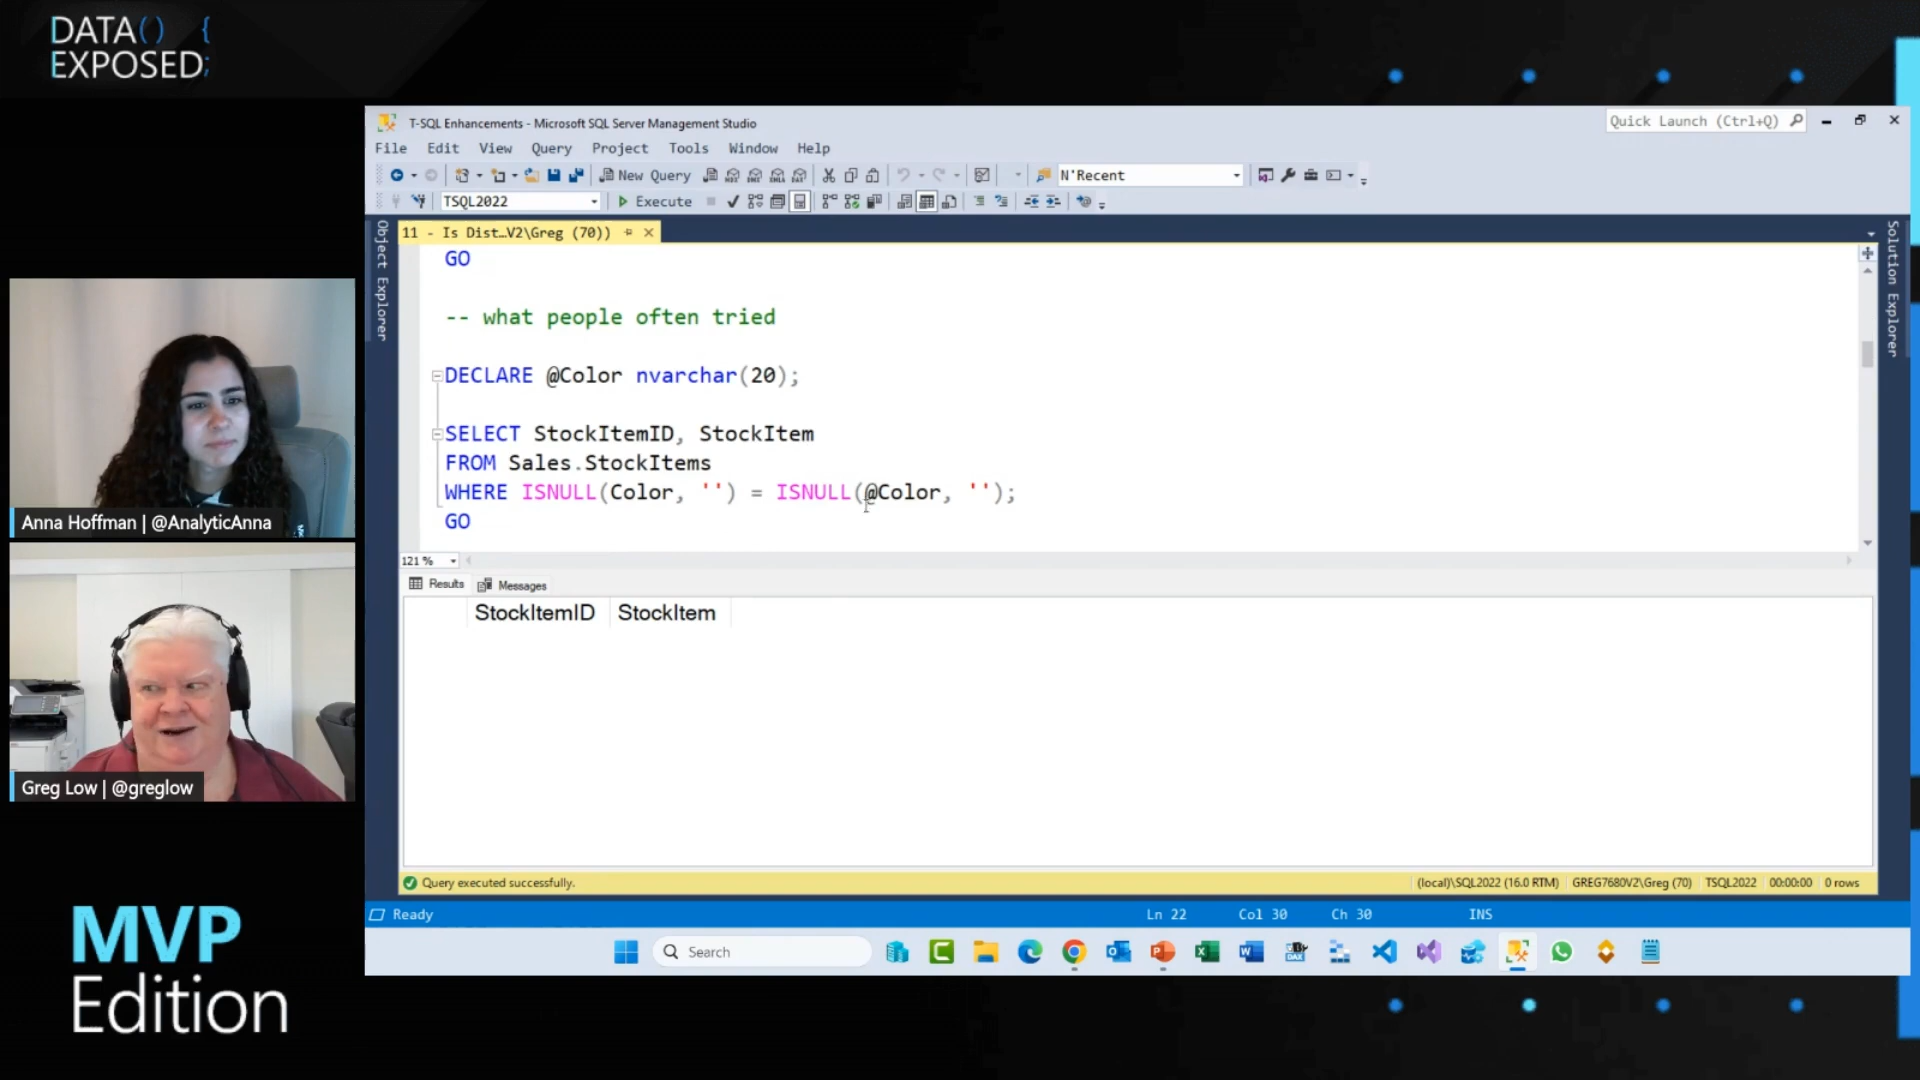 DATA() {
EXPOSED;
T-SQL Enhancements - Microsoft SQL Server Management Studio
Quick Launch (Ctrl+Q)
File Edit View Query Project Tools Window Help
New Query
N'Recent
TSQL2022
Execute
Object Explorer
11 - Is Dist...V2\Greg (70))
Solution Explorer
GO
-- what people often tried
DECLARE @Color nvarchar(20);
SELECT StockItemID, StockItem
FROM Sales.StockItems
WHERE ISNULL(Color, '') = ISNULL(@Color, '');
GO
121 %
Results Messages
StockItemID StockItem
Query executed successfully.
(local)\SQL2022 (16.0 RTM) GREG7680V2\Greg (70) TSQL2022 00:00:00 0 rows
Ready Ln 22 Col 30 Ch 30 INS
Search
Anna Hoffman | @AnalyticAnna
Greg Low | @greglow
MVP
Edition